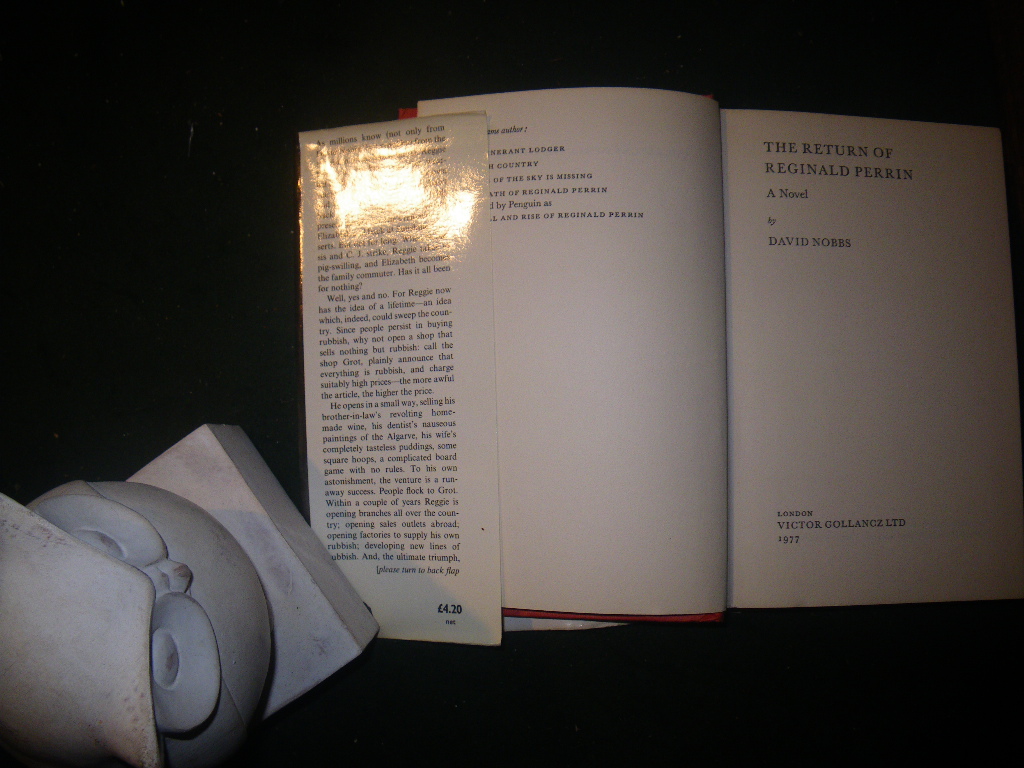 As millions know (not only from
from the
Reggie
serts. But not for long. Whe
sis and C. J. strike. Reggie
pig-swilling, and Elizabeth becomes
the family commuter. Has it all been
for nothing?
Well, yes and no. For Reggie now
has the idea of a lifetime—an idea
which, indeed, could sweep the coun-
try. Since people persist in buying
rubbish, why not open a shop that
sells nothing but rubbish: call the
shop Grot, plainly announce that
everything is rubbish, and charge
suitably high prices—the more awful
the article, the higher the price.
He opens in a small way, selling his
brother-in-law's revolting home-
made wine, his dentist's nauseous
paintings of the Algarve, his wife's
completely tasteless puddings, some
square hoops, a complicated board
game with no rules. To his own
astonishment, the venture is a run-
away success. People flock to Grot.
Within a couple of years Reggie is
opening branches all over the coun-
try; opening sales outlets abroad;
opening factories to supply his own
rubbish; developing new lines of
rubbish. And, the ultimate triumph,
[please turn to back flap
£4.20
net
ame author:
NERANT LODGER
H COUNTRY
OF THE SKY IS MISSING
ATH OF REGINALD PERRIN
d by Penguin as
L AND RISE OF REGINALD PERRIN
THE RETURN OF
REGINALD PERRIN
A Novel
by
DAVID NOBBS
LONDON
VICTOR GOLLANCZ LTD
1977